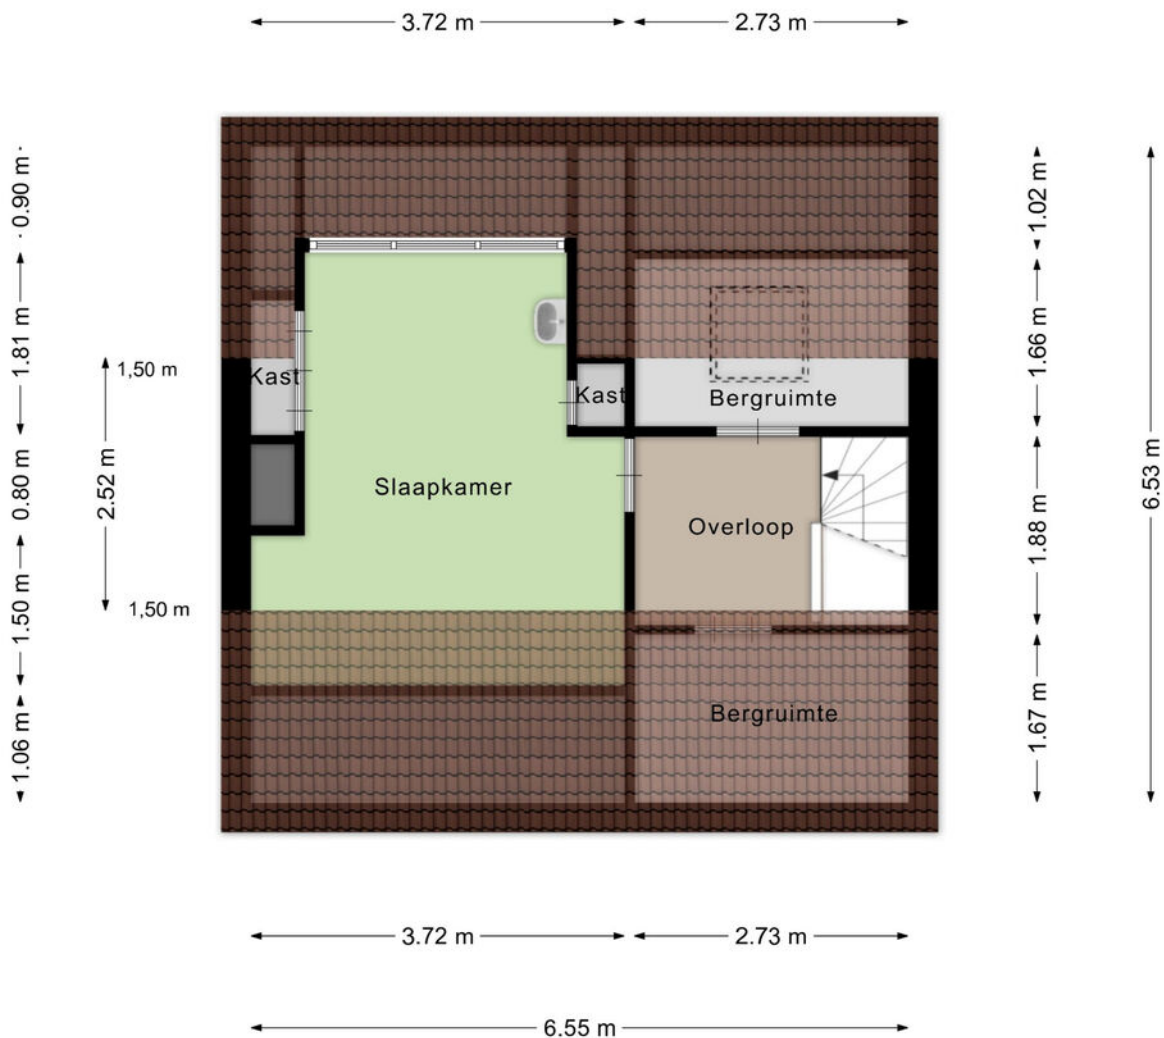 3.72 m
2.73 m
0.90 m
1.02 m
1.81 m
1,50 m
1.66 m
Kast
Kast
Bergruimte
2.52 m
0.80 m
Slaapkamer
6.53 m
Overloop
1.88 m
1.50 m
1,50 m
1.06 m
Bergruimte
1.67 m
3.72 m
2.73 m
6.55 m